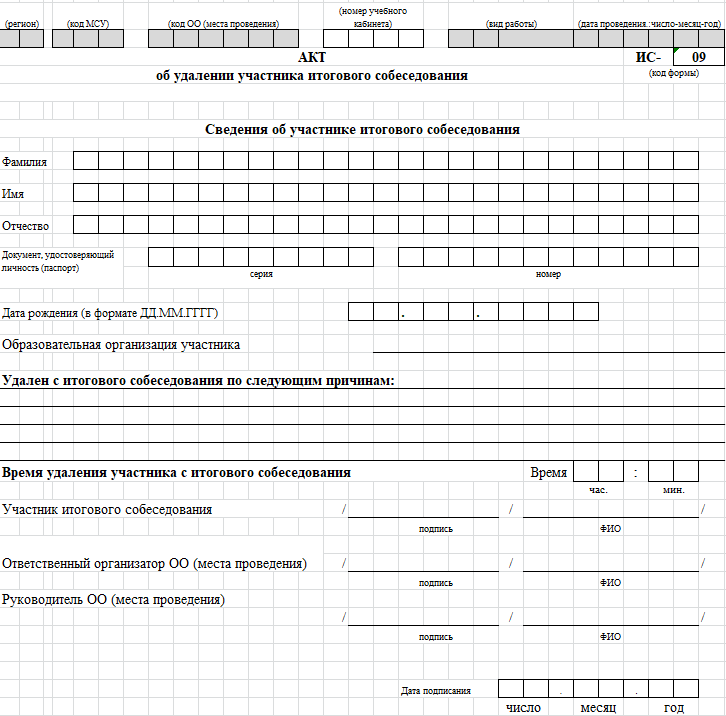 (номер учебного
(регион) (код МСУ) (код ОО (места проведения) кабинета) (вид работы) (дата проведения.:число-месяц-год)
АКТ ИС- 09
об удалении участника итогового собеседования (код формы)
Сведения об участнике итогового собеседования
Фамилия
Имя
Отчество
Документ, удостоверяющий
личность (паспорт)
серия номер
Дата рождения (в формате ДД.ММ.ГГГГ) . .
Образовательная организация участника
Удален с итогового собеседования по следующим причинам:
Время удаления участника с итогового собеседования Время :
час. мин.
Участник итогового собеседования / / /
подпись ФИО
Ответственный организатор ОО (места проведения) / / /
подпись ФИО
Руководитель ОО (места проведения)
/ / /
подпись ФИО
Дата подписания . .
число месяц год